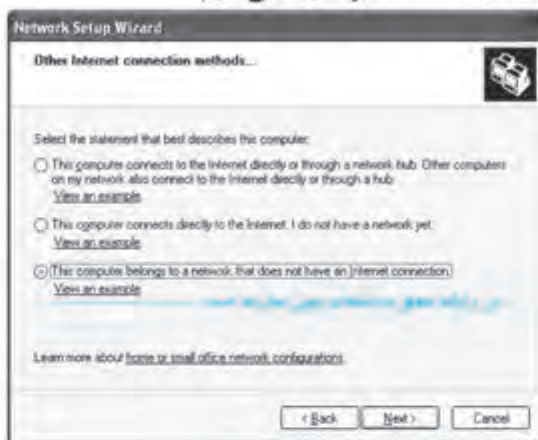 Network Setup Wizard
Other Internet connection methods...
Select the statement that best describes this computer:
This computer connects to the Internet directly or through a network hub. Other computers
on my network also connect to the Internet directly or through a hub.
View an example.
This computer connects directly to the Internet. I do not have a network yet.
View an example.
This computer belongs to a network that does not have an Internet connection.
View an example.
Learn more about home or small office network configurations.
< Back
Next >
Cancel